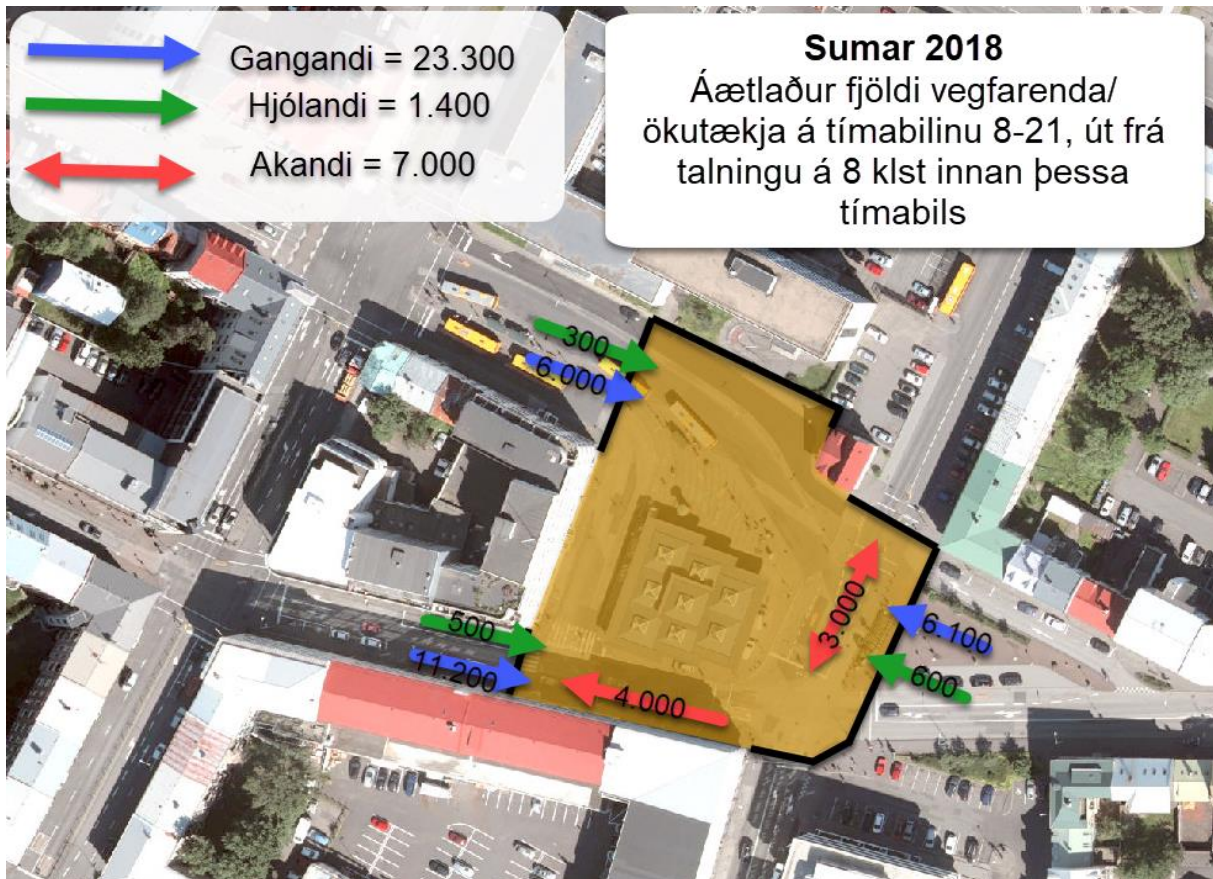 Gangandi = 23.300
Hjólandi = 1.400
Akandi = 7.000
Sumar 2018
Áætlaður fjöldi vegfarenda/
ökutækja á tímabilinu 8-21, út frá
talningu á 8 klst innan þessa
tímabils
300
6.000
3.000
6.100
500
600
11.200
4.000